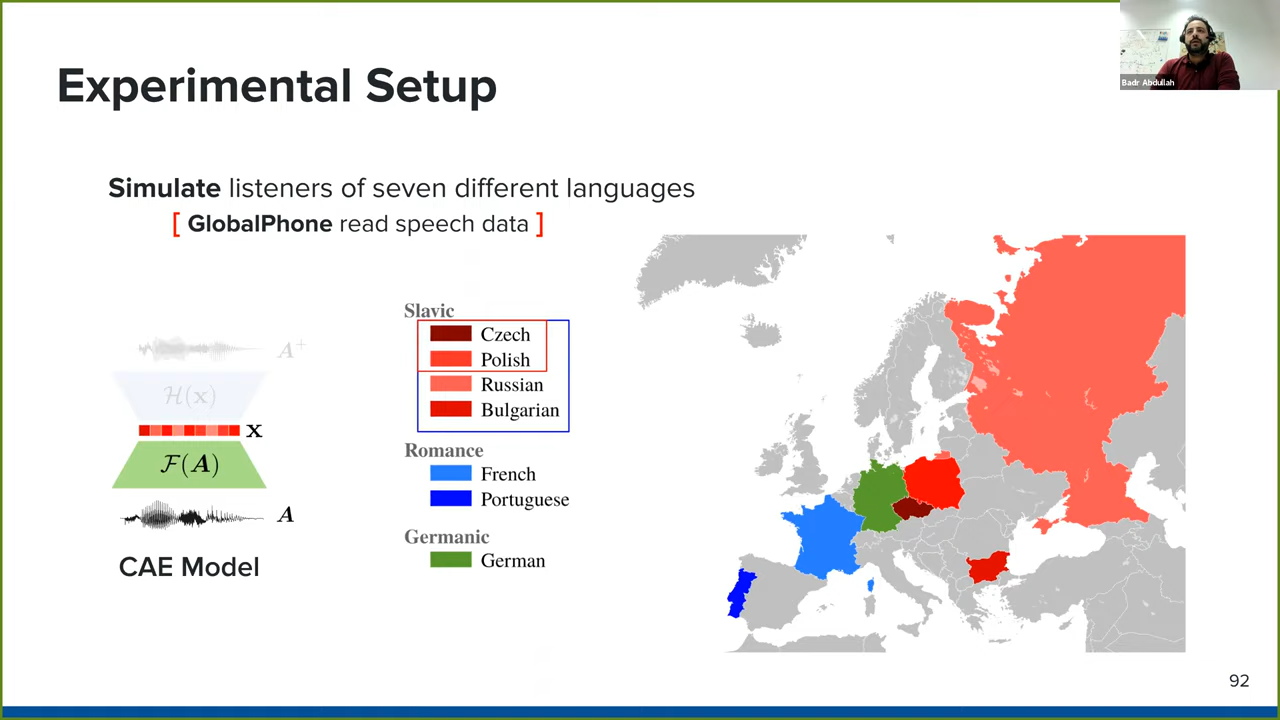 Badr Abdullah
Experimental Setup
Simulate listeners of seven different languages
[ GlobalPhone read speech data ]
A+
H(x)
x
F(A)
A
CAE Model
Slavic
Czech
Polish
Russian
Bulgarian
Romance
French
Portuguese
Germanic
German
92